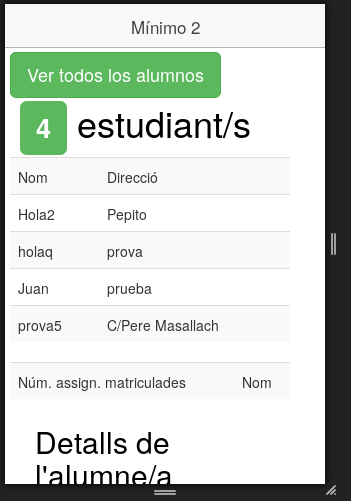 Mínimo 2
Ver todos los alumnos
4 estudiant/s
Nom Direcció
Hola2 Pepito
holaq prova
Juan prueba
prova5 C/Pere Masallach
Núm. assign. matriculades Nom
Detalls de
l'alumne/a